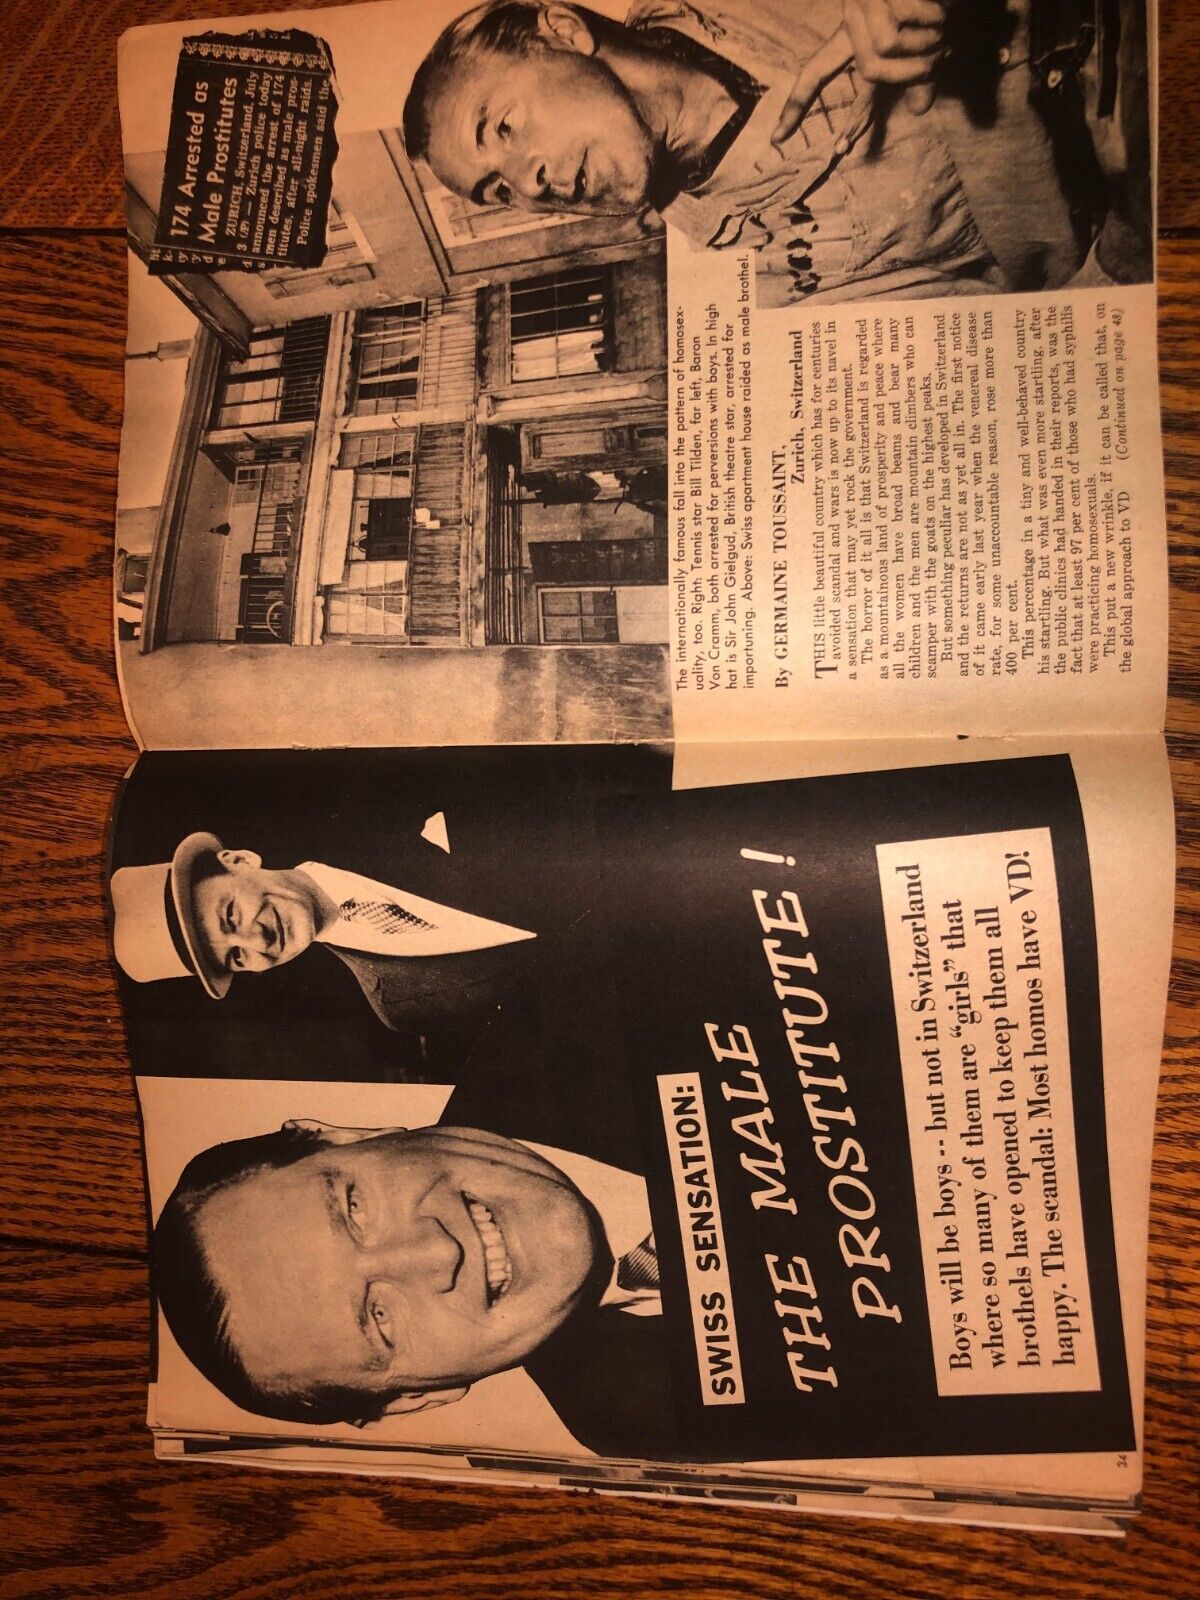 SWISS SENSATION:
THE MALE
PROSTITUTE!
Boys will be boys -- but not in Switzerland
where so many of them are “girls” that
brothels have opened to keep them all
happy. The scandal: Most homos have VD!
34
174 Arrested as
Male Prostitutes
ZURICH, Switzerland, July
3 (AP) — Zurich police today
announced the arrest of 174
men described as male pros-
titutes, after all-night raids.
Police spokesmen said the
The internationally famous fall into the pattern of homosex-
uality, too. Right: Tennis star Bill Tilden, far left, Baron
Von Cramm, both arrested for perversions with boys. In high
hat is Sir John Gielgud, British theatre star, arrested for
importuning. Above: Swiss apartment house raided as male brothel.
By GERMAINE TOUSSAINT,
Zurich, Switzerland
THIS little beautiful country which has for centuries
avoided scandal and wars is now up to its navel in
a sensation that may yet rock the government.
The horror of it all is that Switzerland is regarded
as a mountainous land of prosperity and peace where
all the women have broad beams and bear many
children and the men are mountain climbers who can
scamper with the goats on the highest peaks.
But something peculiar has developed in Switzerland
and the returns are not as yet all in. The first notice
of it came early last year when the venereal disease
rate, for some unaccountable reason, rose more than
400 per cent.
This percentage in a tiny and well-behaved country
his startling. But what was even more startling, after
the public clinics had handed in their reports, was the
fact that at least 97 per cent of those who had syphilis
were practicing homosexuals.
This put a new wrinkle, if it can be called that, on
the global approach to VD (Continued on page 48)